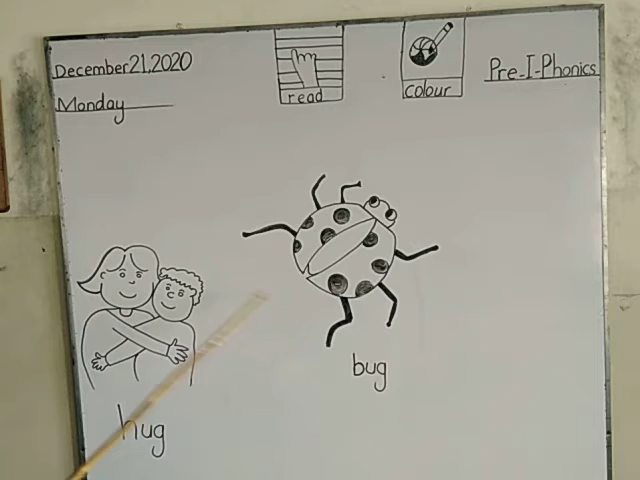 December 21, 2020
Monday
read
colour
Pre-I-Phonics
bug
hug